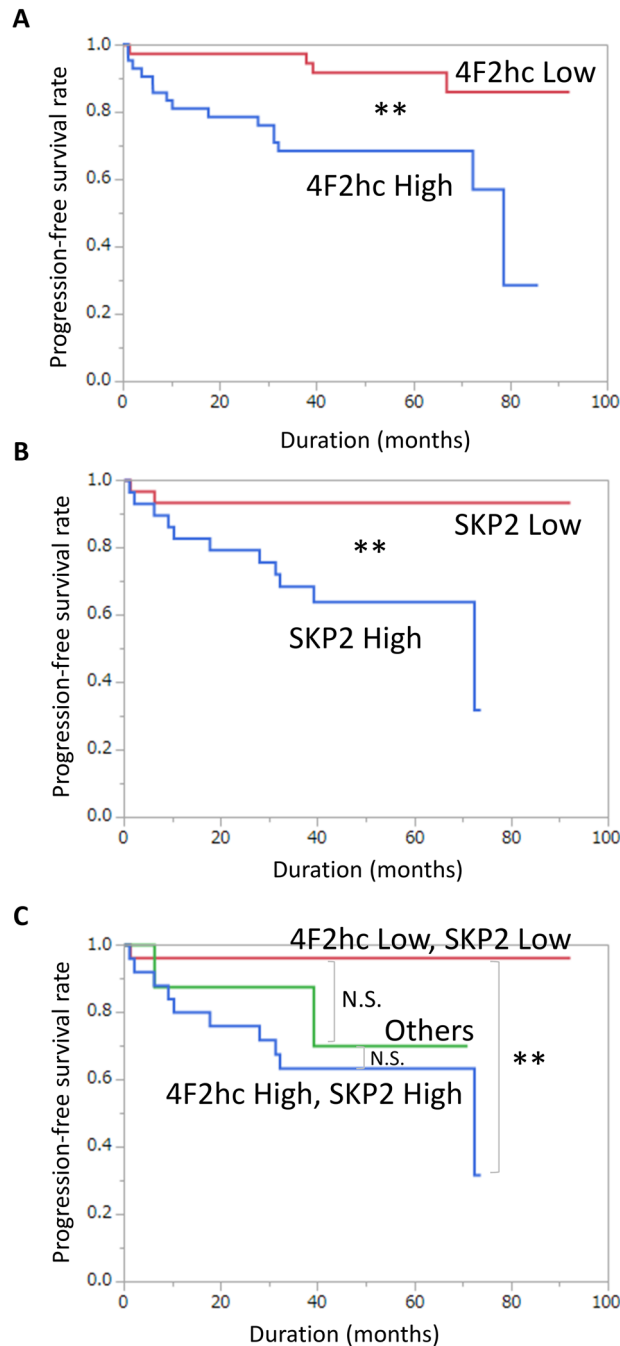 A
Progression-free survival rate
1.0
0.8
0.6
0.4
0.2
0.0
4F2hc Low
**
4F2hc High
0 20 40 60 80 100
Duration (months)
B
Progression-free survival rate
1.0
0.8
0.6
0.4
0.2
0.0
SKP2 Low
**
SKP2 High
0 20 40 60 80 100
Duration (months)
C
Progression-free survival rate
1.0
0.8
0.6
0.4
0.2
0.0
4F2hc Low, SKP2 Low
N.S.
Others
N.S.
**
4F2hc High, SKP2 High
0 20 40 60 80 100
Duration (months)